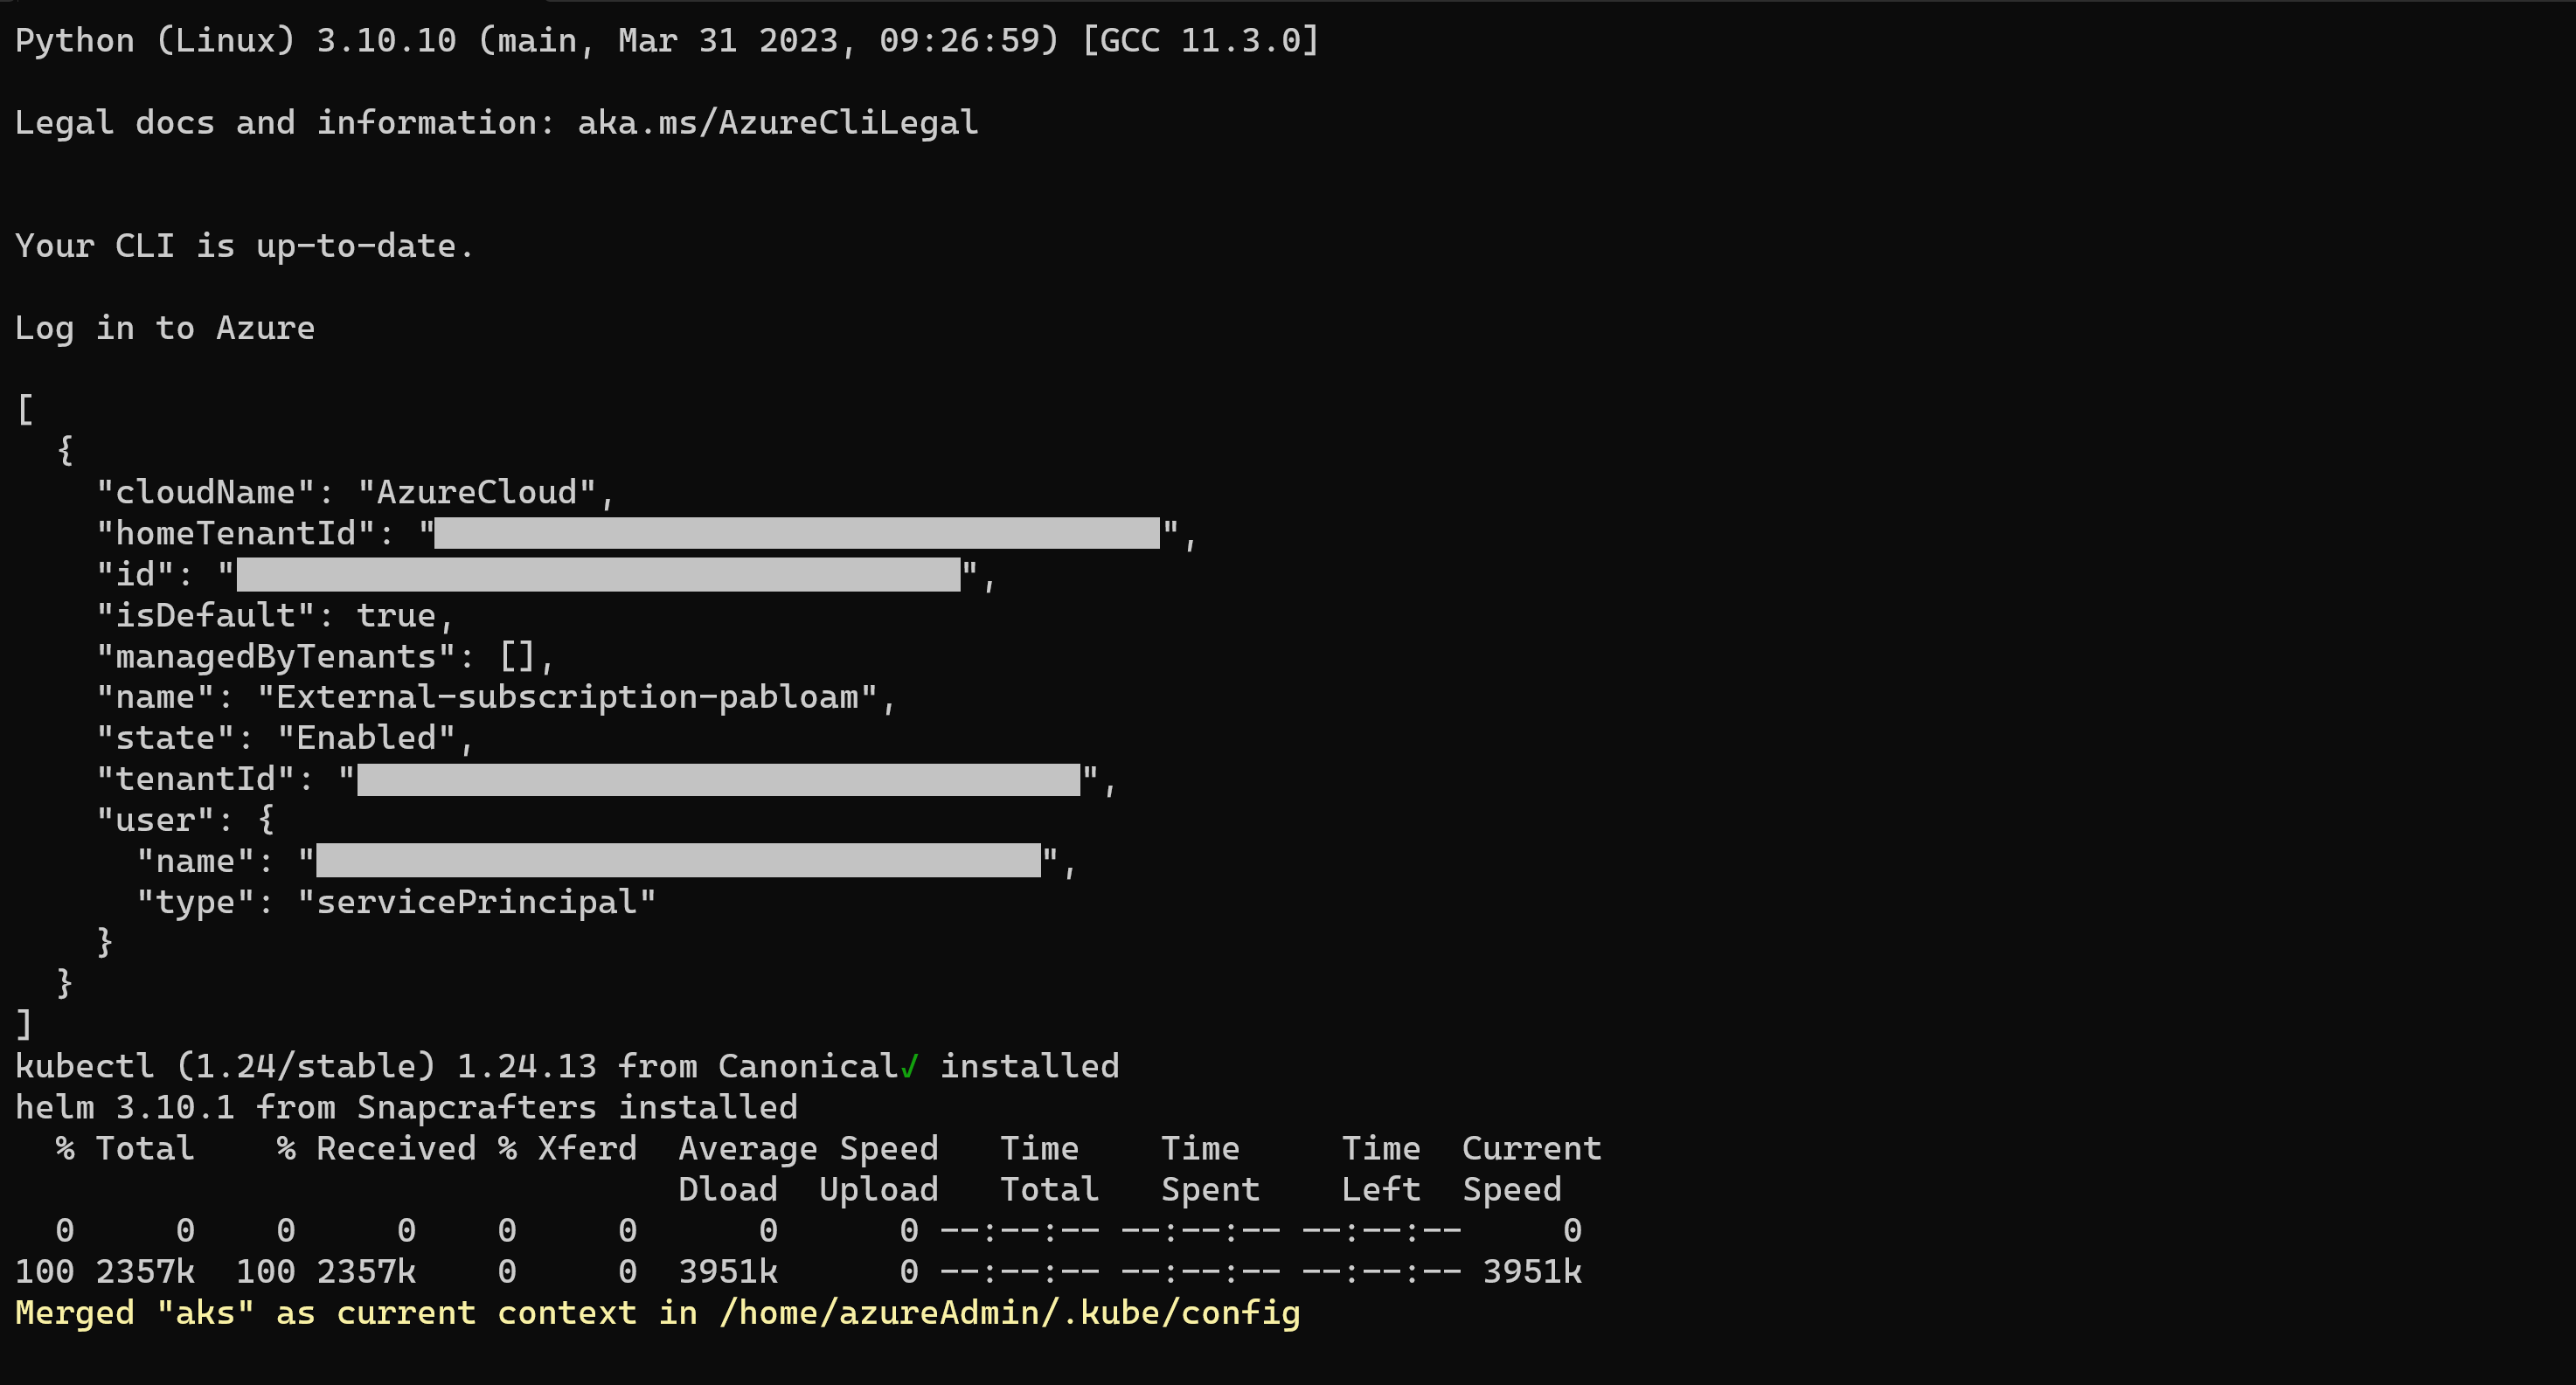 Python (Linux) 3.10.10 (main, Mar 31 2023, 09:26:59) [GCC 11.3.0]
Legal docs and information: aka.ms/AzureCliLegal
Your CLI is up-to-date.
Log in to Azure
[
  {
    "cloudName": "AzureCloud",
    "homeTenantId": "",
    "id": "",
    "isDefault": true,
    "managedByTenants": [],
    "name": "External-subscription-pabloam",
    "state": "Enabled",
    "tenantId": "",
    "user": {
      "name": "",
      "type": "servicePrincipal"
    }
  }
]
kubectl (1.24/stable) 1.24.13 from Canonical✓ installed
helm 3.10.1 from Snapcrafters installed
  % Total    % Received % Xferd  Average Speed   Time    Time     Time  Current
                                 Dload  Upload   Total   Spent    Left  Speed
  0     0    0     0    0     0      0      0 --:--:-- --:--:-- --:--:--     0
100 2357k  100 2357k    0     0  3951k      0 --:--:-- --:--:-- --:--:-- 3951k
Merged "aks" as current context in /home/azureAdmin/.kube/config